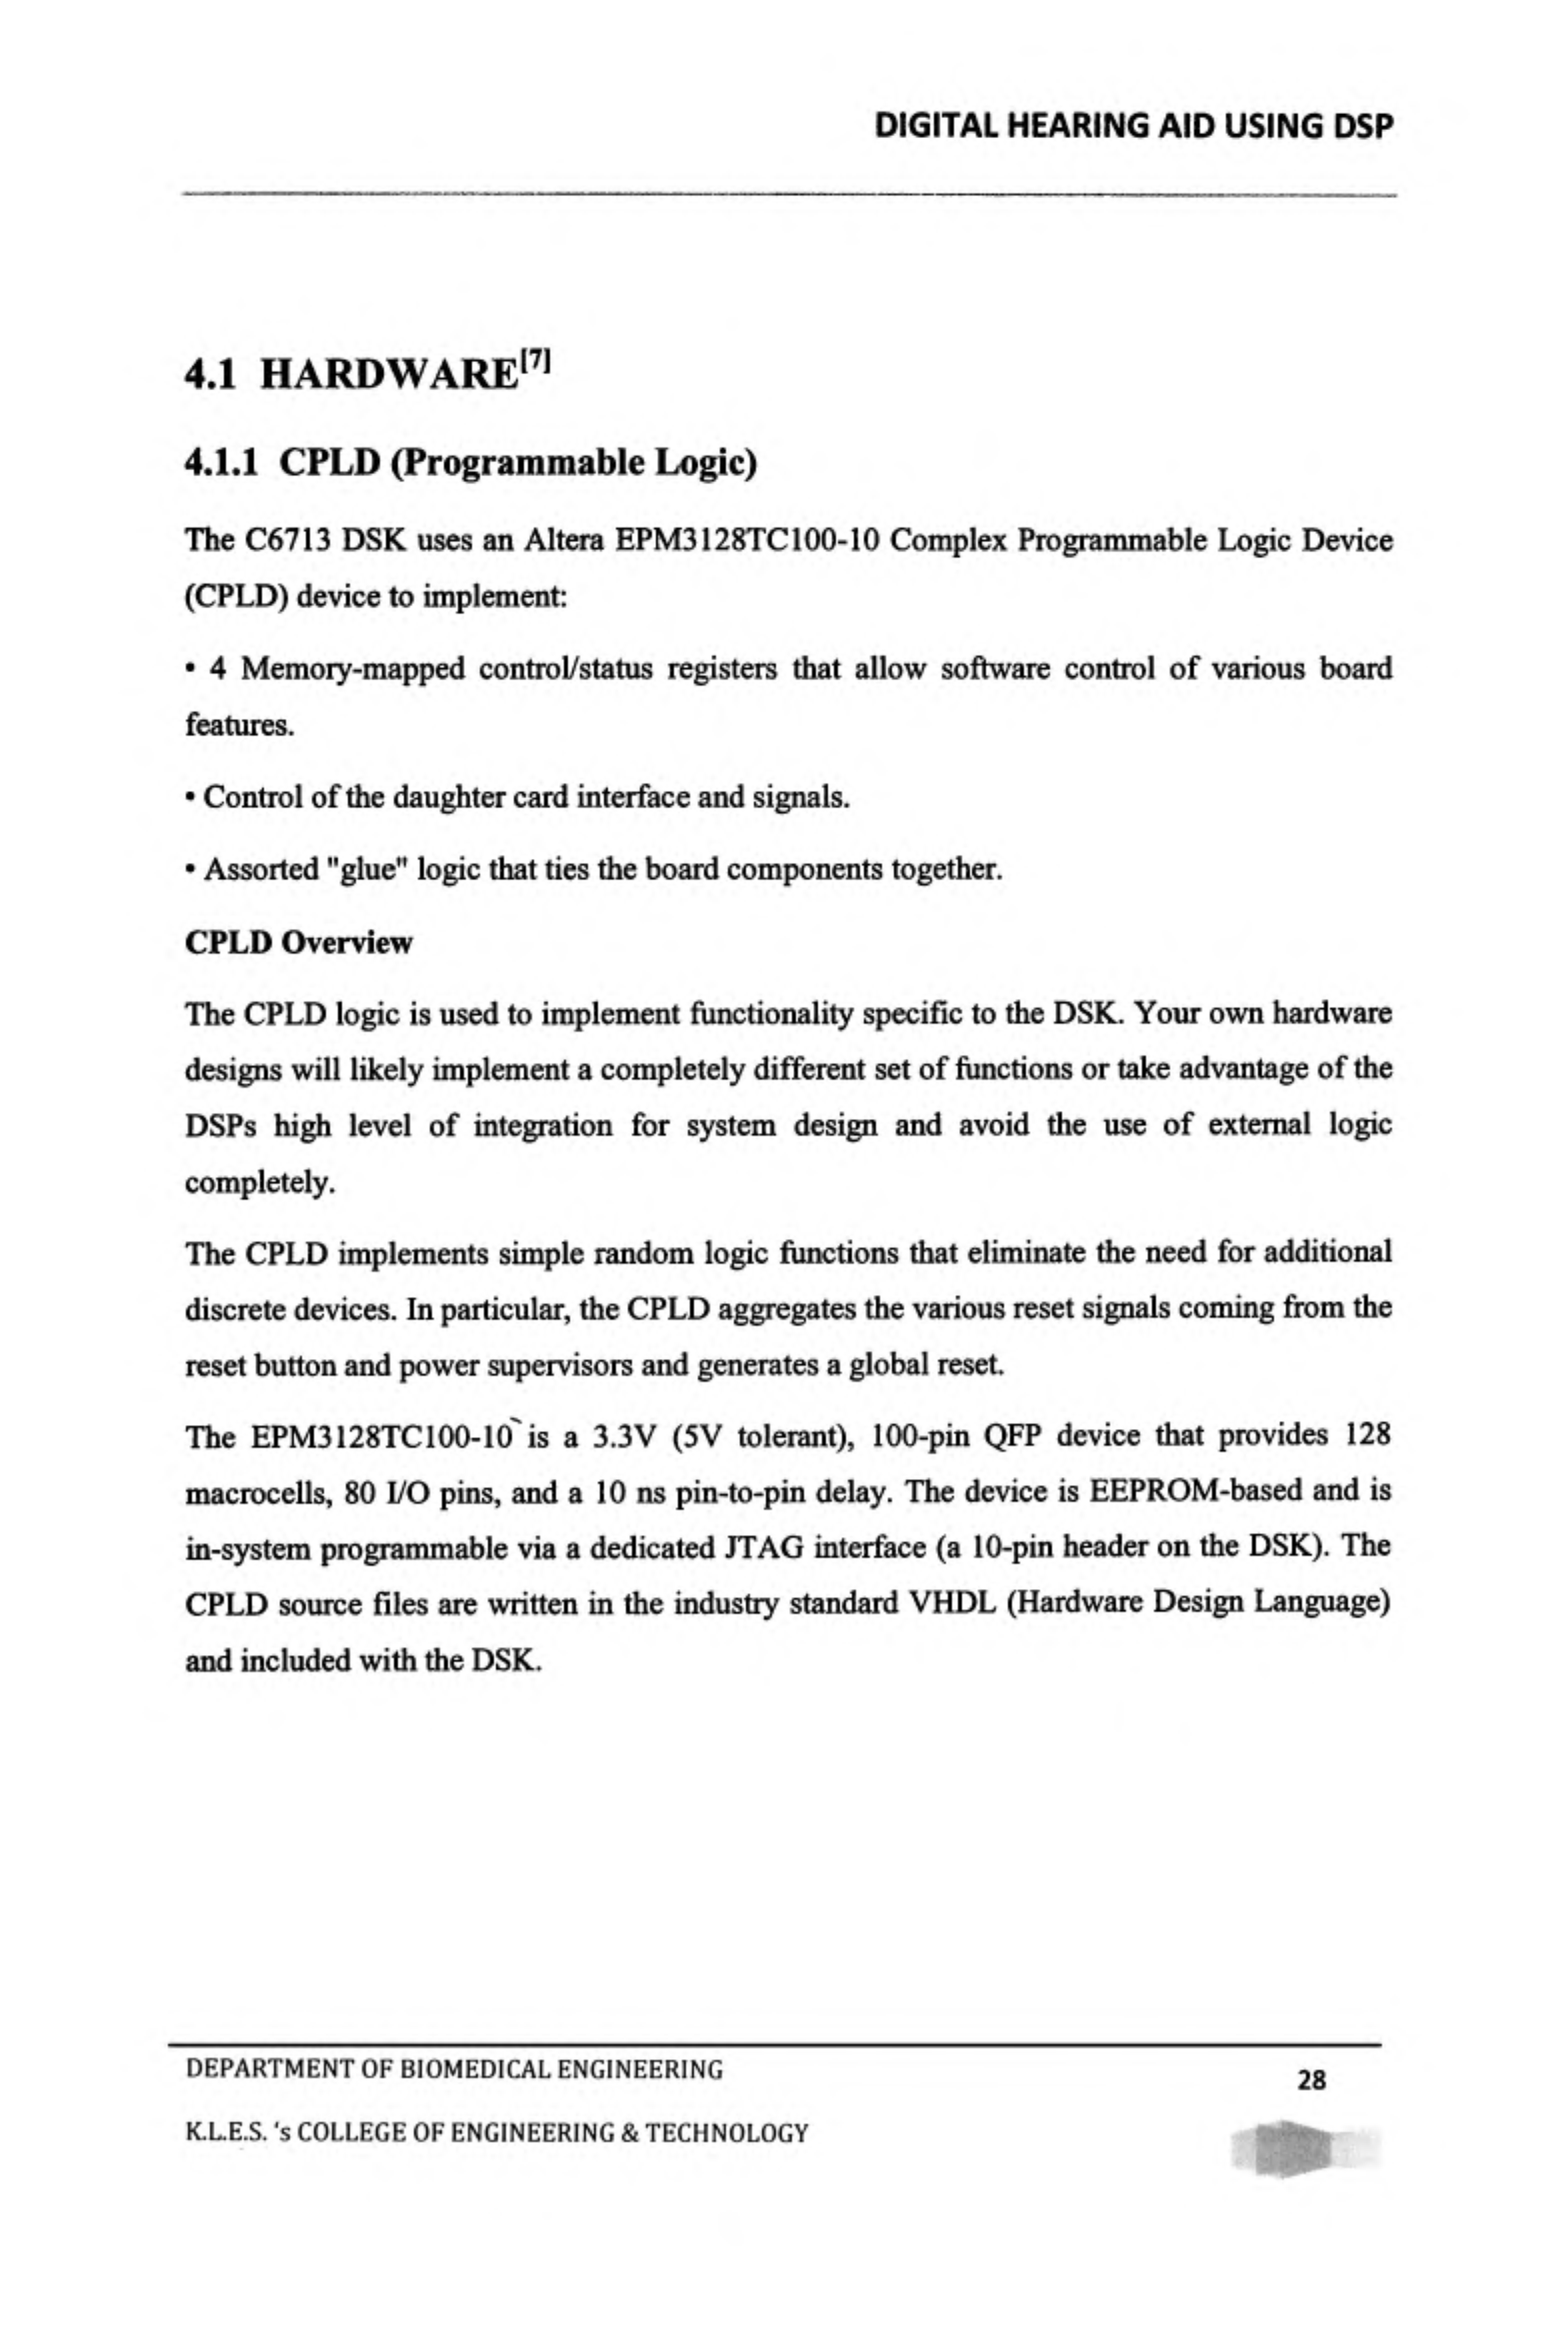 DIGITAL HEARING AID USING DSP
4.1 HARDWARE[7]
4.1.1 CPLD (Programmable Logic)
The C6713 DSK uses an Altera EPM3128TC100-10 Complex Programmable Logic Device
(CPLD) device to implement:
• 4 Memory-mapped control/status registers that allow software control of various board
features.
• Control of the daughter card interface and signals.
• Assorted "glue" logic that ties the board components together.
CPLD Overview
The CPLD logic is used to implement functionality specific to the DSK. Your own hardware
designs will likely implement a completely different set of functions or take advantage of the
DSPs high level of integration for system design and avoid the use of external logic
completely.
The CPLD implements simple random logic functions that eliminate the need for additional
discrete devices. In particular, the CPLD aggregates the various reset signals coming from the
reset button and power supervisors and generates a global reset.
The EPM3128TC100-10 is a 3.3V (5V tolerant), 100-pin QFP device that provides 128
macrocells, 80 I/O pins, and a 10 ns pin-to-pin delay. The device is EEPROM-based and is
in-system programmable via a dedicated JTAG interface (a 10-pin header on the DSK). The
CPLD source files are written in the industry standard VHDL (Hardware Design Language)
and included with the DSK.
DEPARTMENT OF BIOMEDICAL ENGINEERING
28
K.L.E.S. 's COLLEGE OF ENGINEERING & TECHNOLOGY